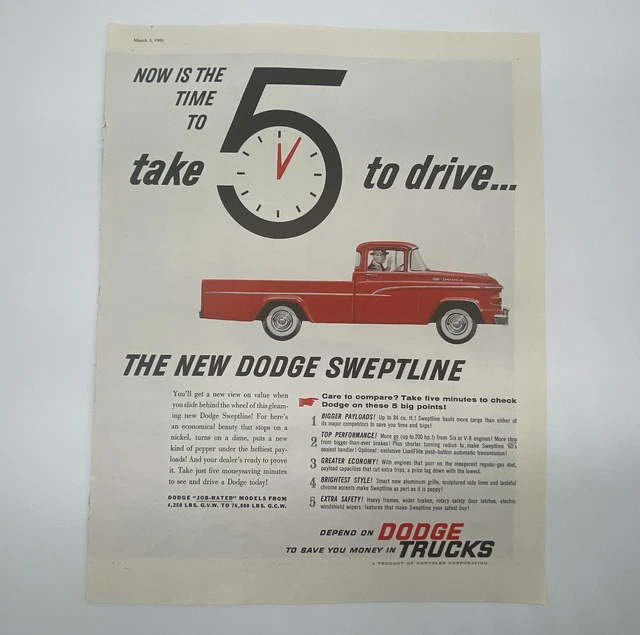 March 5, 1960
NOW IS THE
TIME
TO
take 5 to drive...
DODGE
THE NEW DODGE SWEPTLINE
You'll get a new view on value when
you slide behind the wheel of this gleam-
ing new Dodge Sweptline! For here's
an economical beauty that stops on a
nickel, turns on a dime, puts a new
kind of pepper under the heftiest pay-
loads! And your dealer's ready to prove
it. Take just five moneysaving minutes
to see and drive a Dodge today!
DODGE "JOB-RATED" MODELS FROM
4,250 LBS. G.V.W. TO 76,800 LBS. G.C.W.
Care to compare? Take five minutes to check
Dodge on these 5 big points!
1 BIGGER PAYLOADS! Up to 84 cu. ft.! Sweptline hauls more cargo than either of
its major competitors to save you time and trips!
2 TOP PERFORMANCE! More go (up to 200 hp.!) from Six or V-8 engines! More stop
from bigger-than-ever brakes! Plus shorter turning radius to make Sweptline '60's
easiest handler! Optional: exclusive LoadFlite push-button automatic transmission!
3 GREATER ECONOMY! With engines that purr on the meagerest regular-gas diet,
payload capacities that cut extra trips, a price tag down with the lowest.
4 BRIGHTEST STYLE! Smart new aluminum grille, sculptured side lines and tasteful
chrome accents make Sweptline as pert as it is peppy!
5 EXTRA SAFETY! Heavy frames, wider brakes, rotary safety door latches, electric
windshield wipers: features that make Sweptline your safest buy!
DEPEND ON DODGE
TO SAVE YOU MONEY IN TRUCKS
A PRODUCT OF CHRYSLER CORPORATION